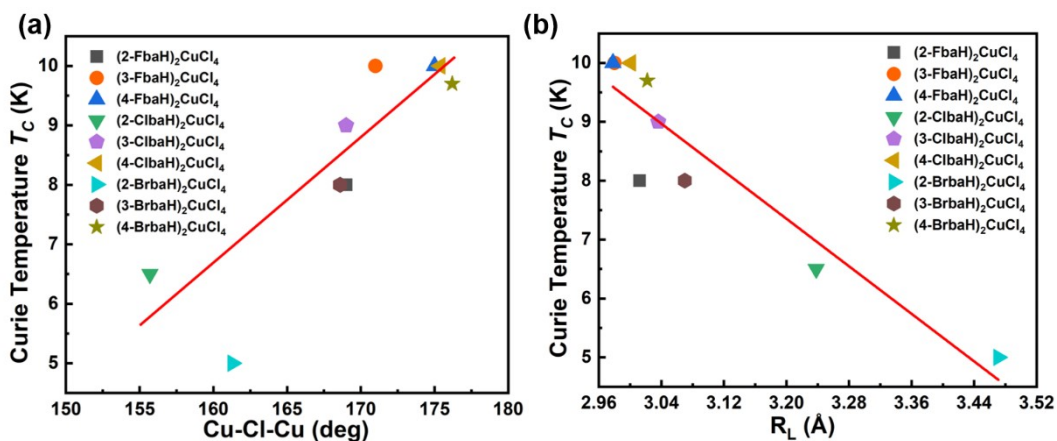 (a)
Curie Temperature T_C (K)
10
9
8
7
6
5
(2-FbaH)₂CuCl₄
(3-FbaH)₂CuCl₄
(4-FbaH)₂CuCl₄
(2-ClbaH)₂CuCl₄
(3-ClbaH)₂CuCl₄
(4-ClbaH)₂CuCl₄
(2-BrbaH)₂CuCl₄
(3-BrbaH)₂CuCl₄
(4-BrbaH)₂CuCl₄
150 155 160 165 170 175 180
Cu-Cl-Cu (deg)
(b)
Curie Temperature T_C (K)
10
9
8
7
6
5
(2-FbaH)₂CuCl₄
(3-FbaH)₂CuCl₄
(4-FbaH)₂CuCl₄
(2-ClbaH)₂CuCl₄
(3-ClbaH)₂CuCl₄
(4-ClbaH)₂CuCl₄
(2-BrbaH)₂CuCl₄
(3-BrbaH)₂CuCl₄
(4-BrbaH)₂CuCl₄
2.96 3.04 3.12 3.20 3.28 3.36 3.44 3.52
R_L (Å)